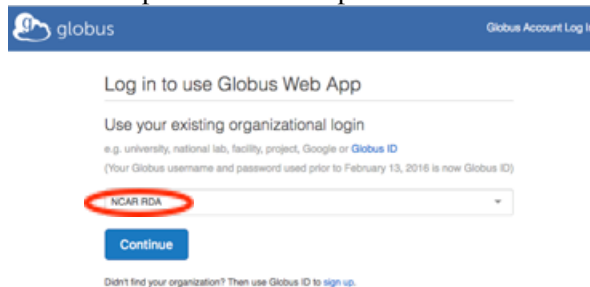 globus
Globus Account Log In
Log in to use Globus Web App
Use your existing organizational login
e.g. university, national lab, facility, project, Google or Globus ID
(Your Globus username and password used prior to February 13, 2016 is now Globus ID)
NCAR RDA
Continue
Didn't find your organization? Then use Globus ID to sign up.